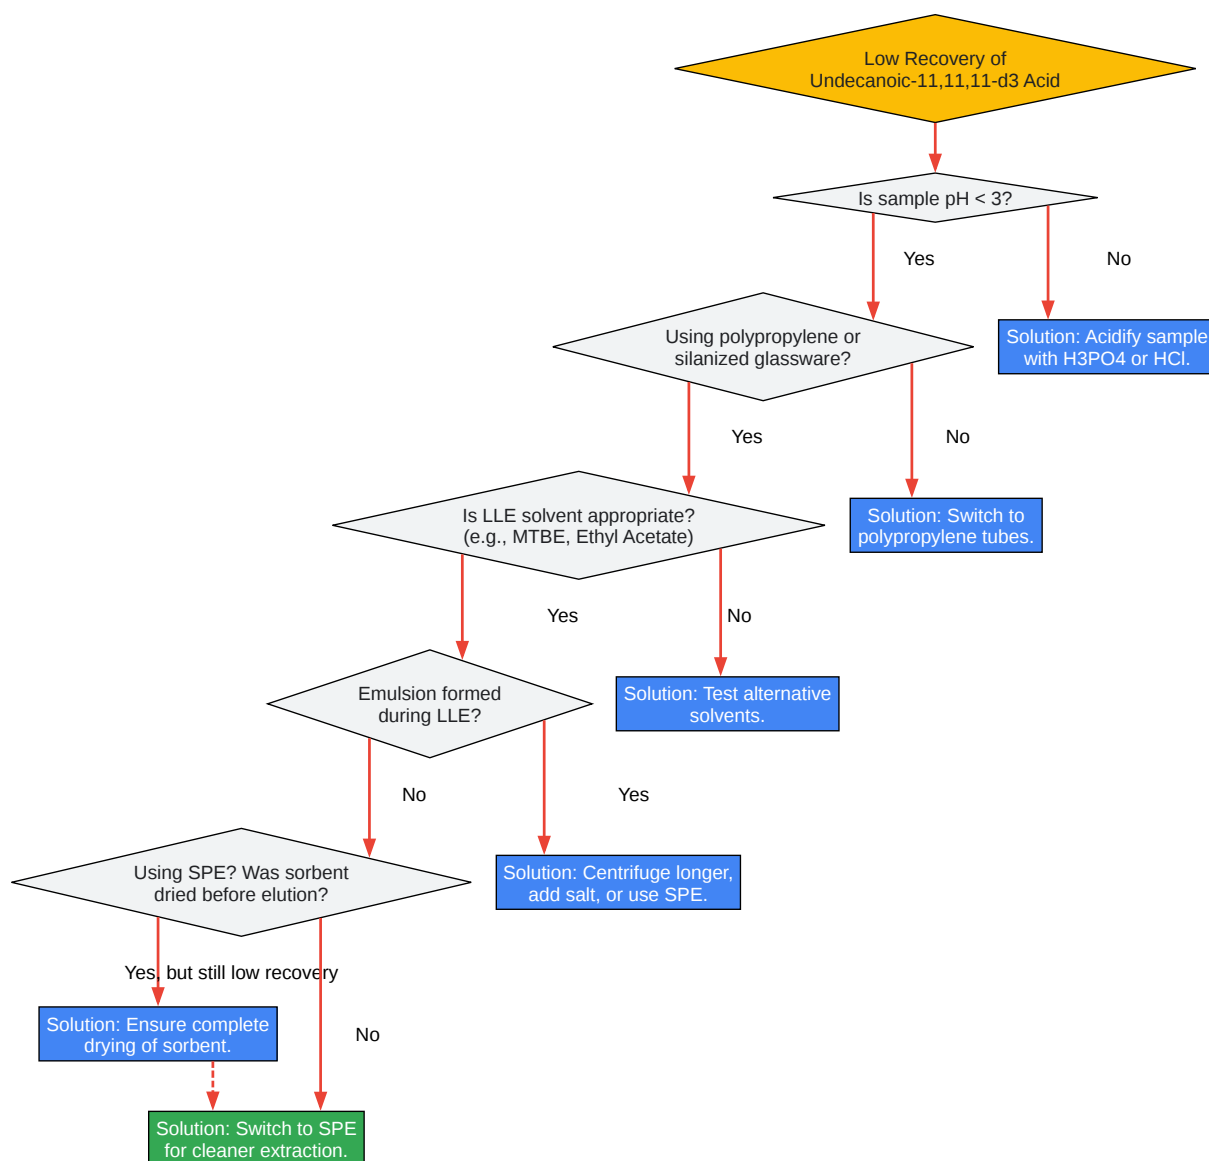 Low Recovery of
Undecanoic-11,11,11-d3 Acid
Is sample pH < 3?
Yes
No
Using polypropylene or
silanized glassware?
Solution: Acidify sample
with H3PO4 or HCl.
Yes
No
Is LLE solvent appropriate?
(e.g., MTBE, Ethyl Acetate)
Solution: Switch to
polypropylene tubes.
Yes
No
Emulsion formed
during LLE?
Solution: Test alternative
solvents.
No
Yes
Using SPE? Was sorbent
dried before elution?
Solution: Centrifuge longer,
add salt, or use SPE.
Yes, but still low recovery
Solution: Ensure complete
drying of sorbent.
No
Solution: Switch to SPE
for cleaner extraction.